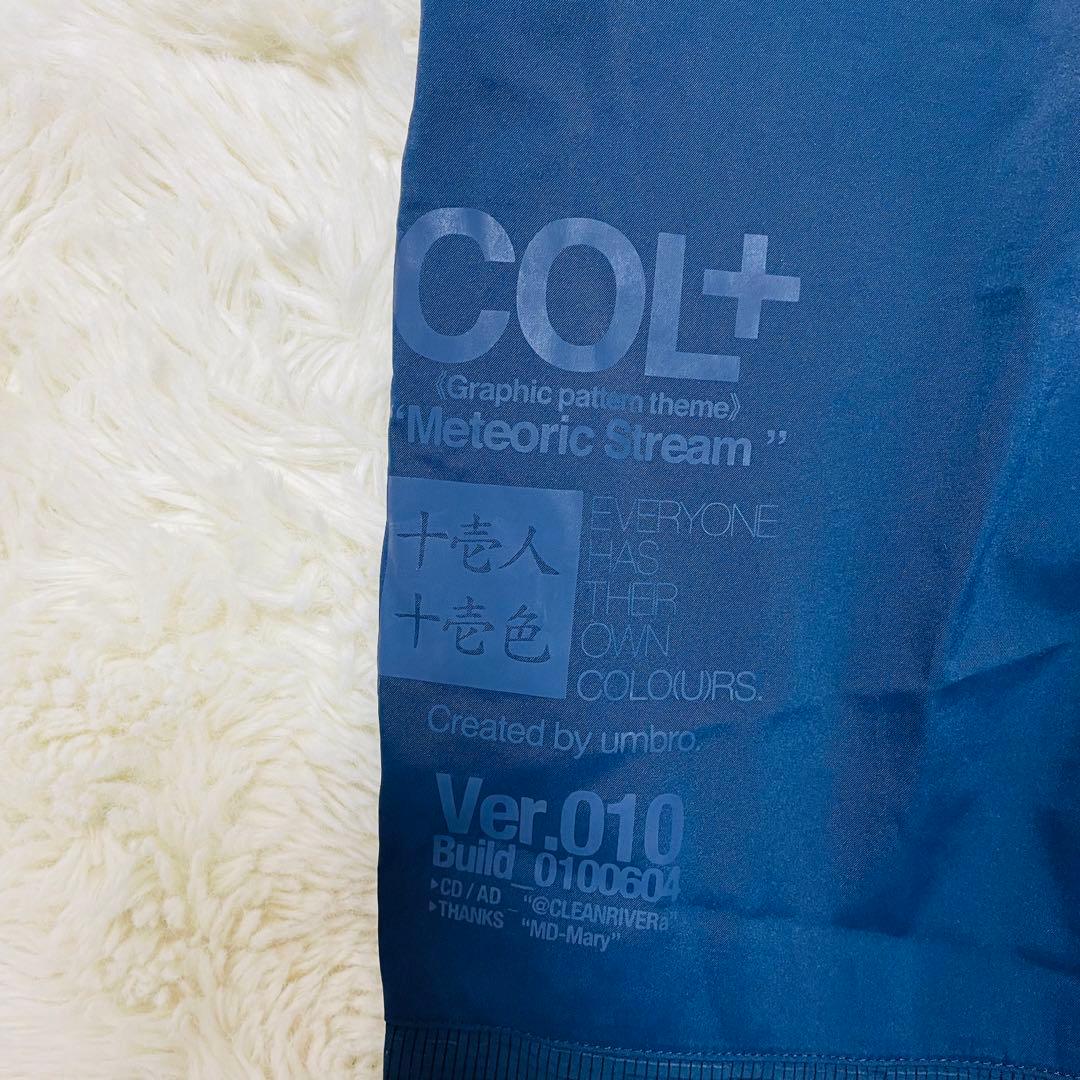 COL+
《Graphic pattern theme》
“Meteoric Stream ”
十壱人
十壱色
EVERYONE
HAS
THEIR
OWN
COLO(U)RS.
Created by umbro.
Ver.010
Build_0100604
▶CD / AD _ “@CLEANRIVERa”
▶THANKS _ “MD-Mary”